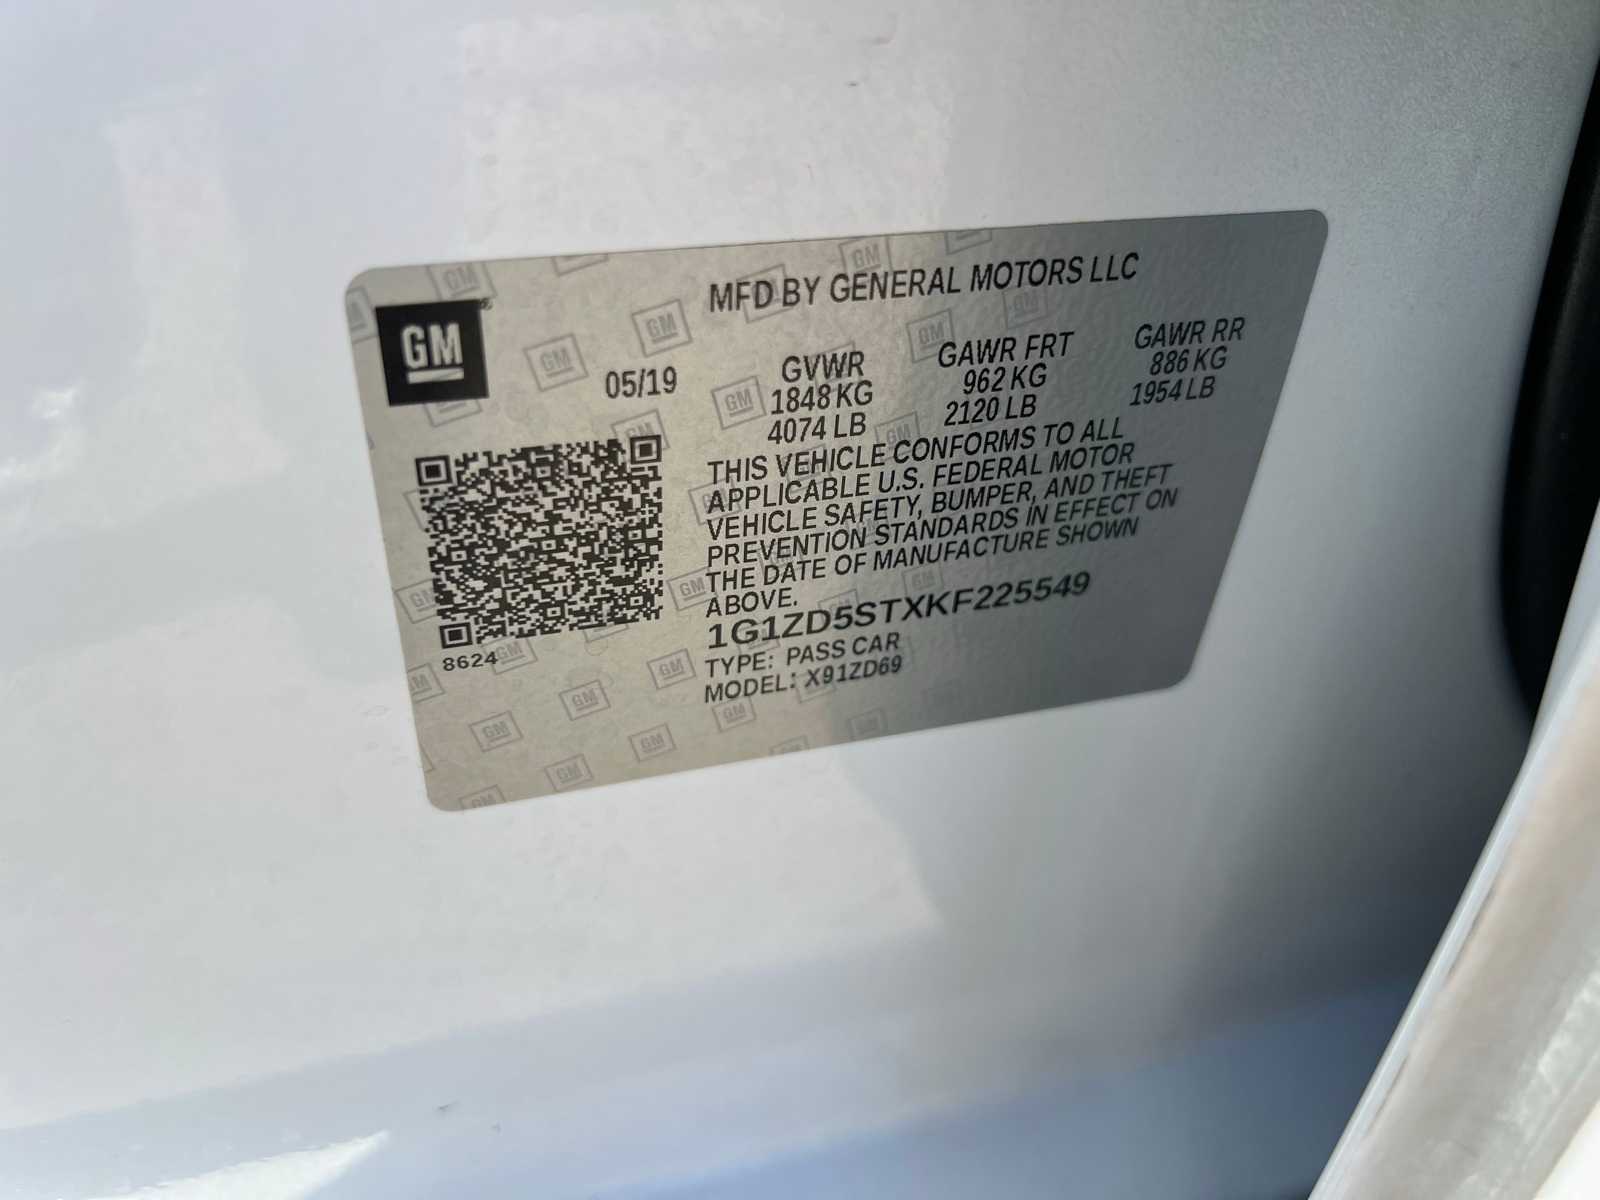 GM
MFD BY GENERAL MOTORS LLC
05/19
GVWR
1848 KG
4074 LB
GAWR FRT
962 KG
2120 LB
GAWR RR
886 KG
1954 LB
THIS VEHICLE CONFORMS TO ALL
APPLICABLE U.S. FEDERAL MOTOR
VEHICLE SAFETY, BUMPER, AND THEFT
PREVENTION STANDARDS IN EFFECT ON
THE DATE OF MANUFACTURE SHOWN
ABOVE.
1G1ZD5STXKF225549
TYPE: PASS CAR
MODEL: X91ZD69
8624